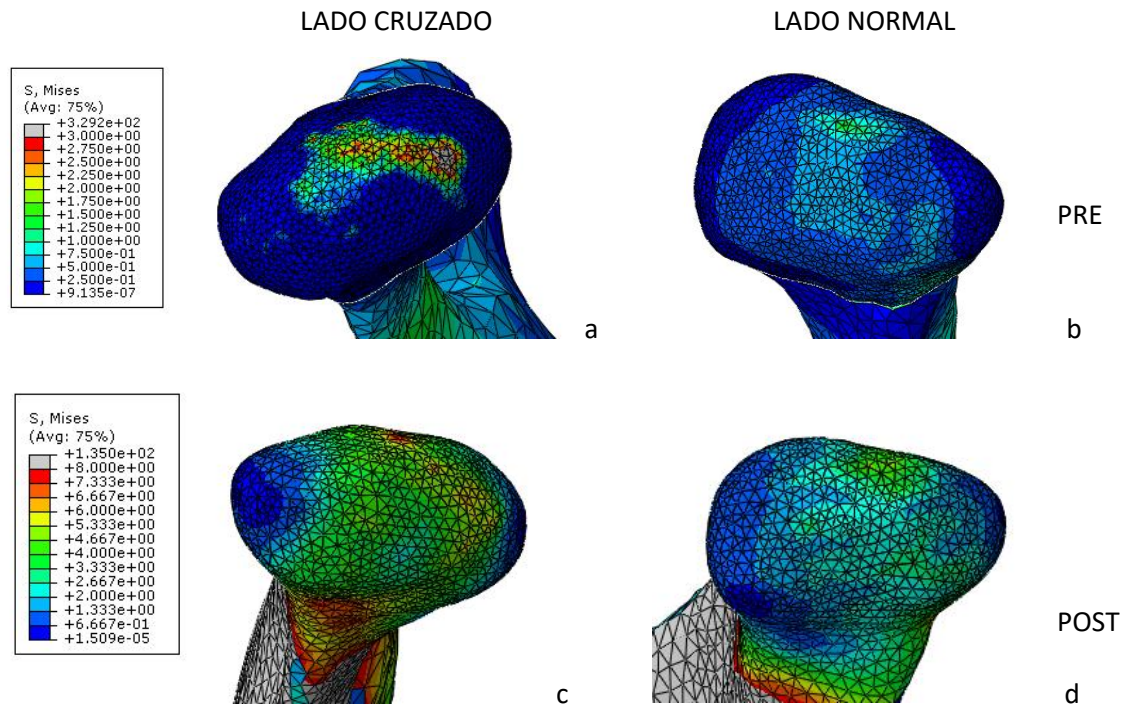 LADO CRUZADO
LADO NORMAL
S, Mises
(Avg: 75%)
+3.292e+02
+3.000e+00
+2.750e+00
+2.500e+00
+2.250e+00
+2.000e+00
+1.750e+00
+1.500e+00
+1.250e+00
+1.000e+00
+7.500e-01
+5.000e-01
+2.500e-01
+9.135e-07
PRE
a
b
S, Mises
(Avg: 75%)
+1.350e+02
+8.000e+00
+7.333e+00
+6.667e+00
+6.000e+00
+5.333e+00
+4.667e+00
+4.000e+00
+3.333e+00
+2.667e+00
+2.000e+00
+1.333e+00
+6.667e-01
+1.509e-05
POST
c
d